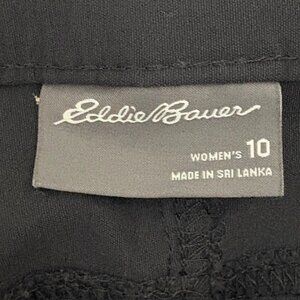 Eddie Bauer
WOMEN'S 10
MADE IN SRI LANKA